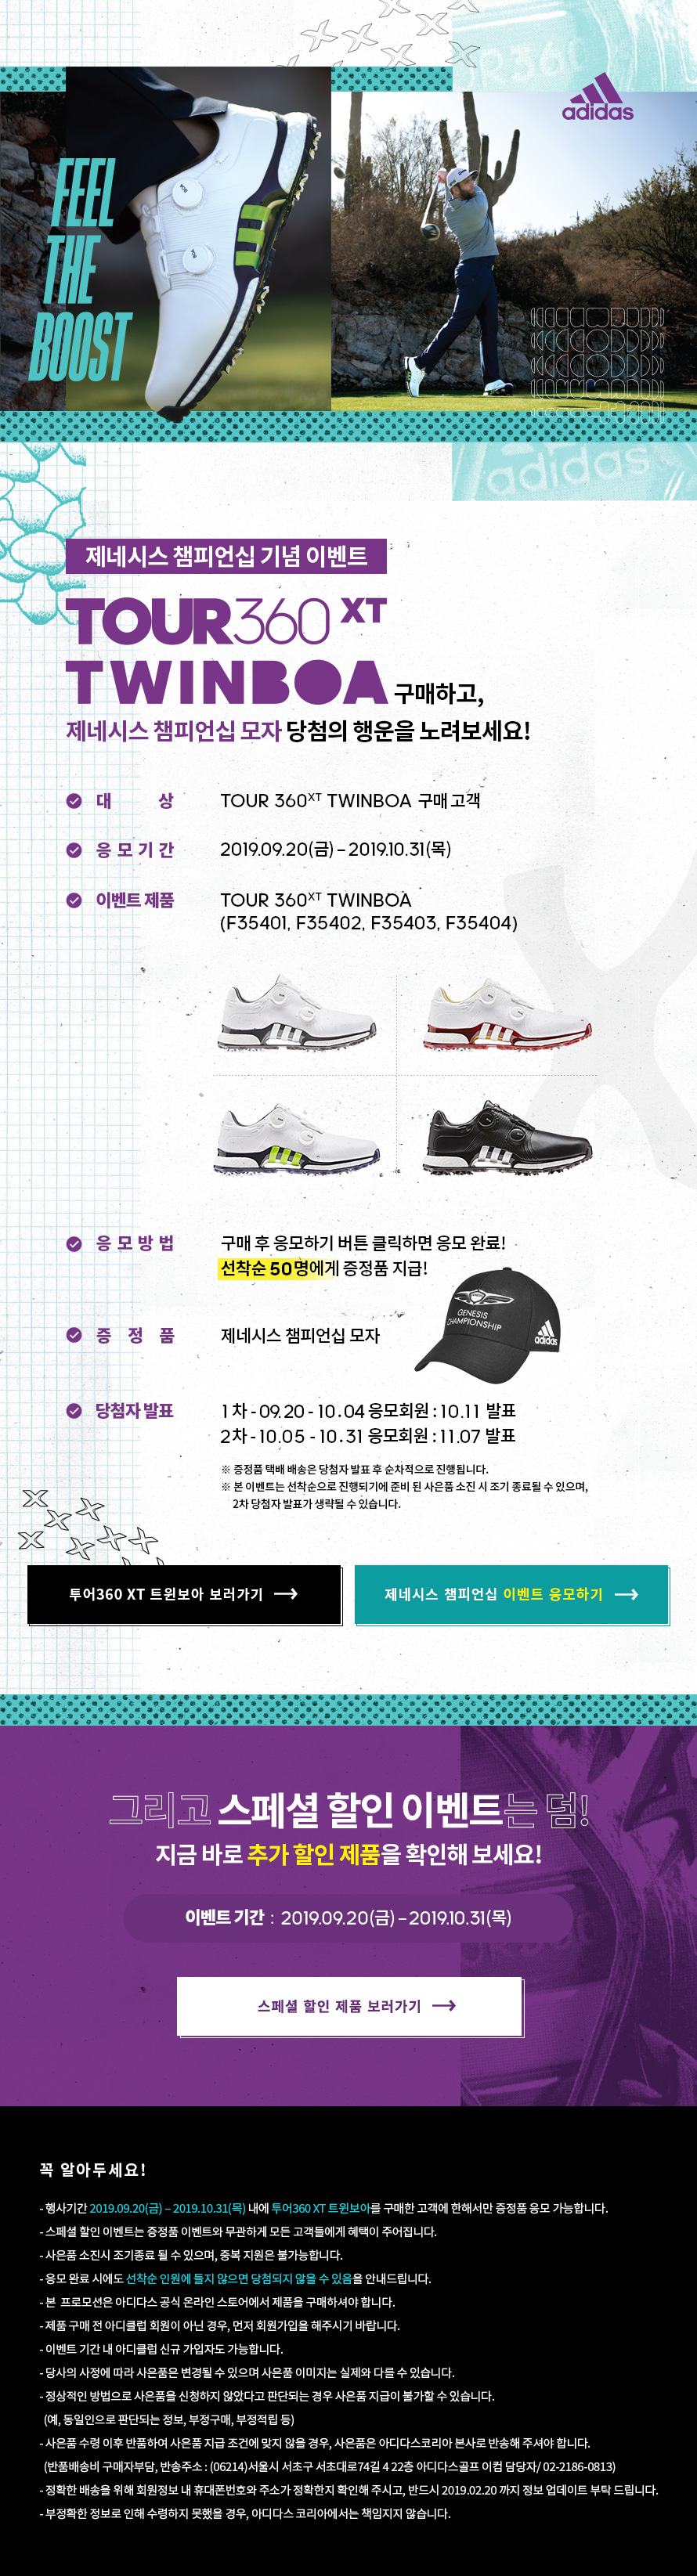 R36
adidas
FEEL
THE
BOOST
adidas
제네시스 챔피언십 기념 이벤트
TOUR360 XT
TWINBOA 구매하고,
제네시스 챔피언십 모자 당첨의 행운을 노려보세요!
대 상 TOUR 360XT TWINBOA 구매 고객
응 모 기 간 2019.09.20(금) – 2019.10.31(목)
이벤트 제품 TOUR 360XT TWINBOA
(F35401, F35402, F35403, F35404)
응 모 방 법 구매 후 응모하기 버튼 클릭하면 응모 완료!
선착순 50명에게 증정품 지급!
GENESIS
CHAMPIONSHIP
adidas
증 정 품 제네시스 챔피언십 모자
당첨자 발표 1차 - 09.20 - 10.04 응모회원 : 10.11 발표
2차 - 10.05 - 10.31 응모회원 : 11.07 발표
※ 증정품 택배 배송은 당첨자 발표 후 순차적으로 진행됩니다.
※ 본 이벤트는 선착순으로 진행되기에 준비 된 사은품 소진 시 조기 종료될 수 있으며,
2차 당첨자 발표가 생략될 수 있습니다.
투어360 XT 트윈보아 보러가기
제네시스 챔피언십 이벤트 응모하기
그리고 스페셜 할인 이벤트는 덤!
지금 바로 추가 할인 제품을 확인해 보세요!
이벤트 기간 : 2019.09.20(금) – 2019.10.31(목)
스페셜 할인 제품 보러가기
꼭 알아두세요!
- 행사기간 2019.09.20(금) – 2019.10.31(목) 내에 투어360 XT 트윈보아를 구매한 고객에 한해서만 증정품 응모 가능합니다.
- 스페셜 할인 이벤트는 증정품 이벤트와 무관하게 모든 고객들에게 혜택이 주어집니다.
- 사은품 소진시 조기종료 될 수 있으며, 중복 지원은 불가능합니다.
- 응모 완료 시에도 선착순 인원에 들지 않으면 당첨되지 않을 수 있음을 안내드립니다.
- 본 프로모션은 아디다스 공식 온라인 스토어에서 제품을 구매하셔야 합니다.
- 제품 구매 전 아디클럽 회원이 아닌 경우, 먼저 회원가입을 해주시기 바랍니다.
- 이벤트 기간 내 아디클럽 신규 가입자도 가능합니다.
- 당사의 사정에 따라 사은품은 변경될 수 있으며 사은품 이미지는 실제와 다를 수 있습니다.
- 정상적인 방법으로 사은품을 신청하지 않았다고 판단되는 경우 사은품 지급이 불가할 수 있습니다.
(예, 동일인으로 판단되는 정보, 부정구매, 부정적립 등)
- 사은품 수령 이후 반품하여 사은품 지급 조건에 맞지 않을 경우, 사은품은 아디다스코리아 본사로 반송해 주셔야 합니다.
(반품배송비 구매자부담, 반송주소 : (06214)서울시 서초구 서초대로74길 4 22층 아디다스골프 이컴 담당자/ 02-2186-0813)
- 정확한 배송을 위해 회원정보 내 휴대폰번호와 주소가 정확한지 확인해 주시고, 반드시 2019.02.20 까지 정보 업데이트 부탁 드립니다.
- 부정확한 정보로 인해 수령하지 못했을 경우, 아디다스 코리아에서는 책임지지 않습니다.